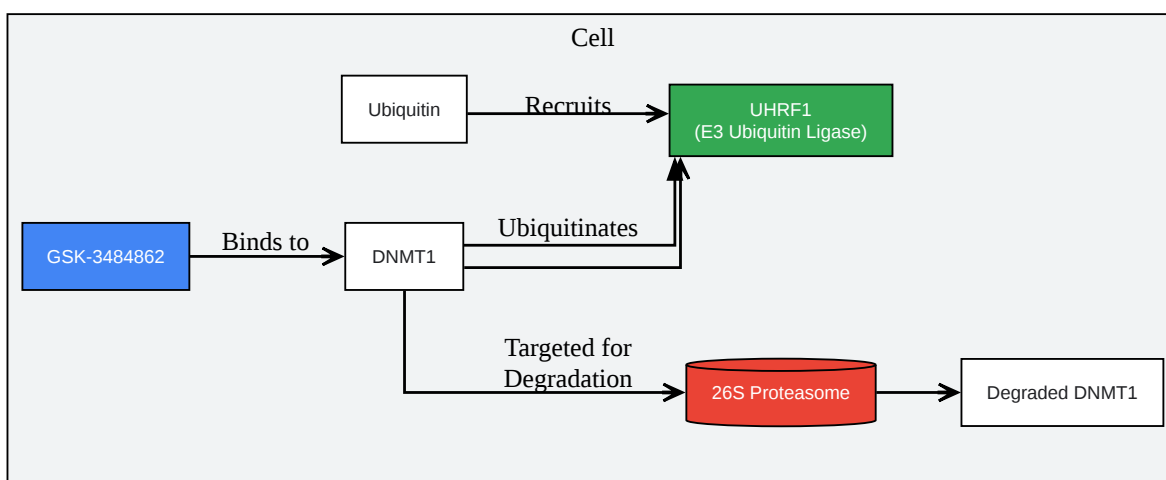 Cell
Ubiquitin
Recruits
UHRF1
(E3 Ubiquitin Ligase)
GSK-3484862
Binds to
DNMT1
Ubiquitinates
Targeted for
Degradation
26S Proteasome
Degraded DNMT1